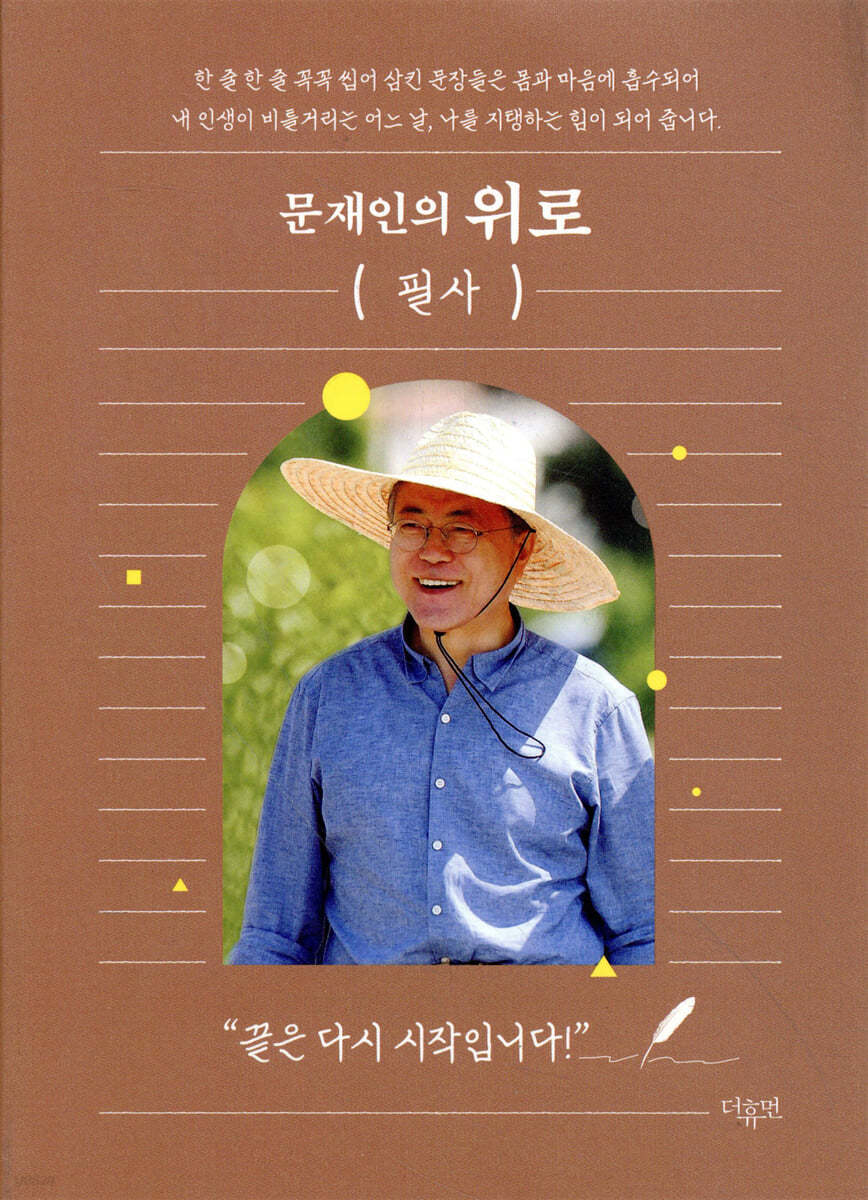 한 줄 한 줄 꼭꼭 씹어 삼킨 문장들은 몸과 마음에 흡수되어
내 인생이 비틀거리는 어느 날, 나를 지탱하는 힘이 되어 줍니다.
문재인의 위로
( 필사 )
“끝은 다시 시작입니다!”
더휴먼